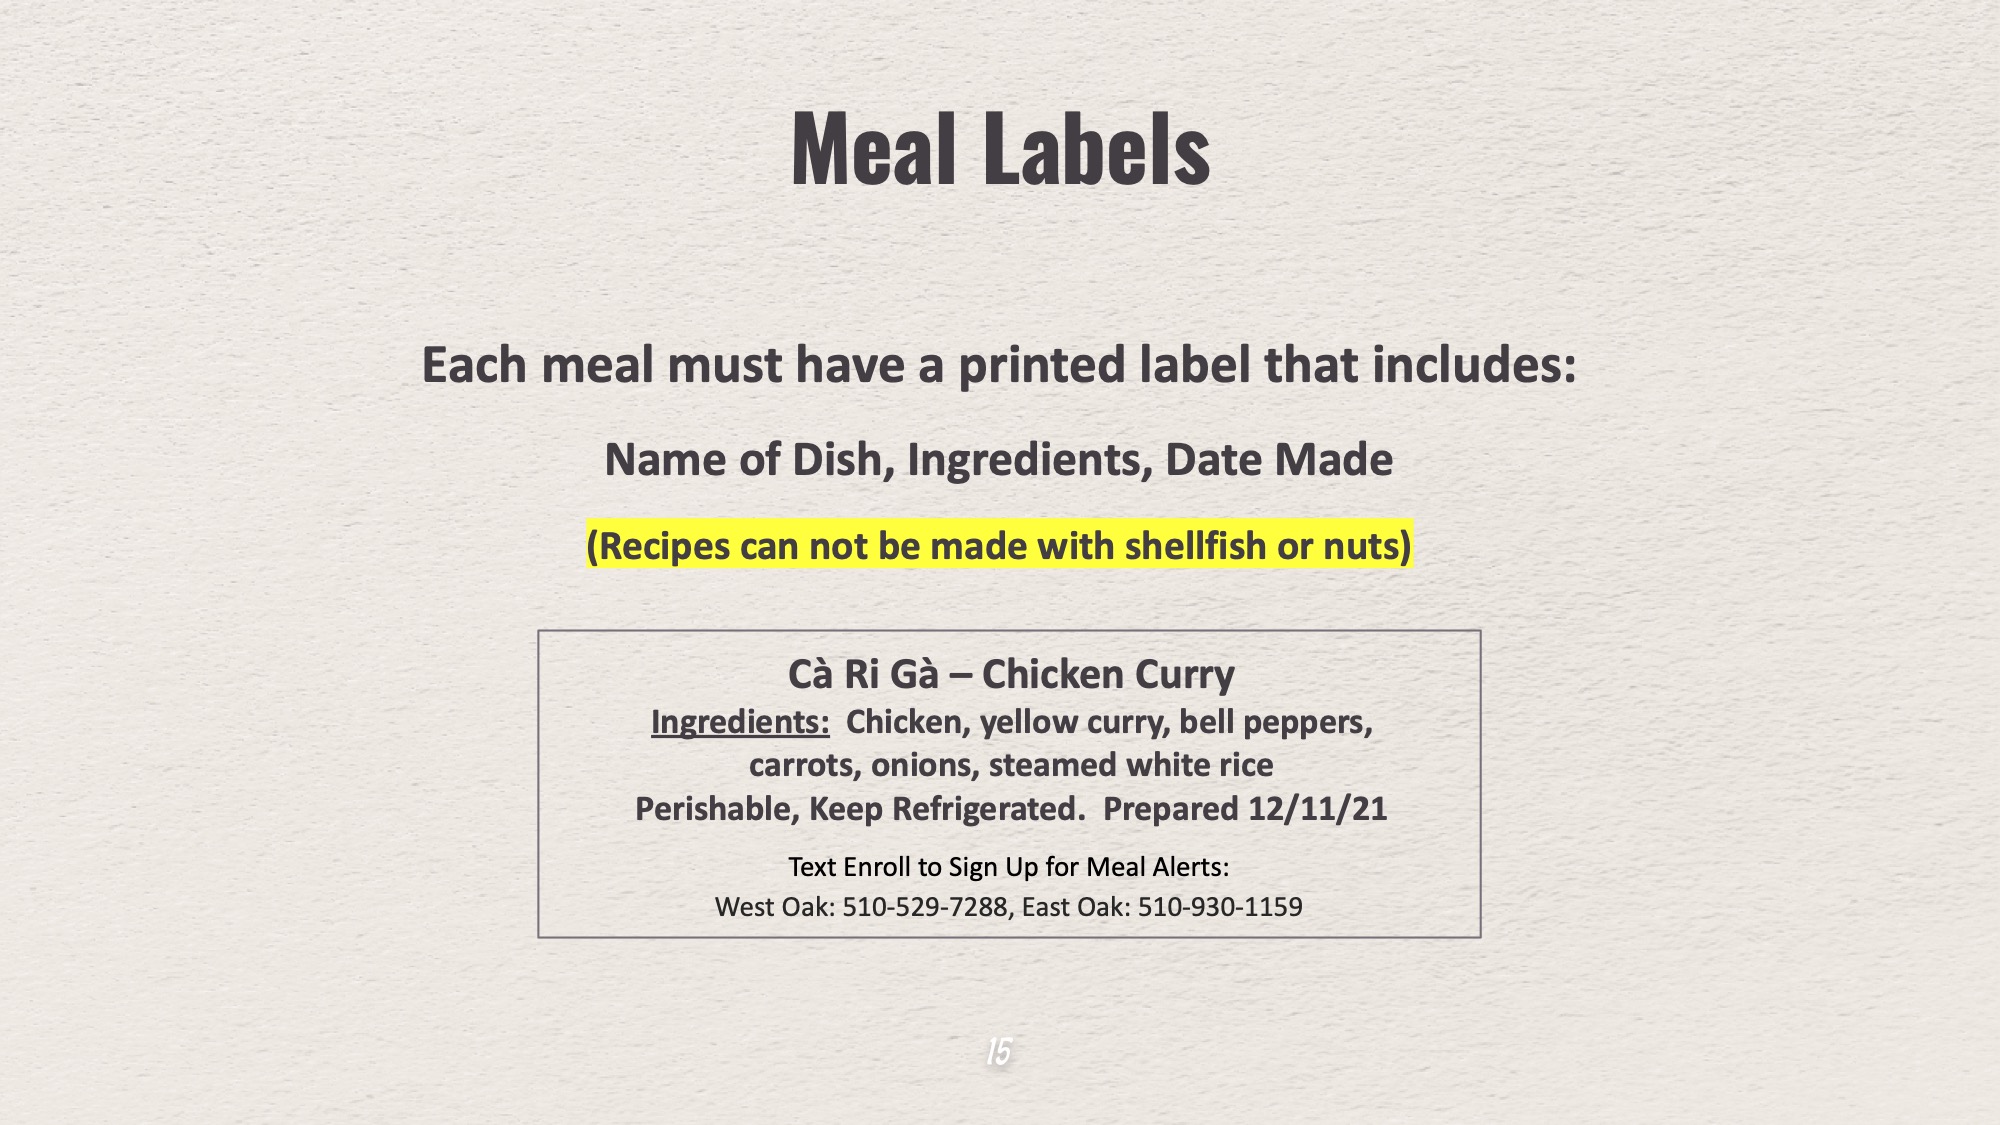 Meal Labels
Each meal must have a printed label that includes:
Name of Dish, Ingredients, Date Made
(Recipes can not be made with shellfish or nuts)
Cà Ri Gà – Chicken Curry
Ingredients:  Chicken, yellow curry, bell peppers,
carrots, onions, steamed white rice
Perishable, Keep Refrigerated.  Prepared 12/11/21
Text Enroll to Sign Up for Meal Alerts:
West Oak: 510-529-7288, East Oak: 510-930-1159
15